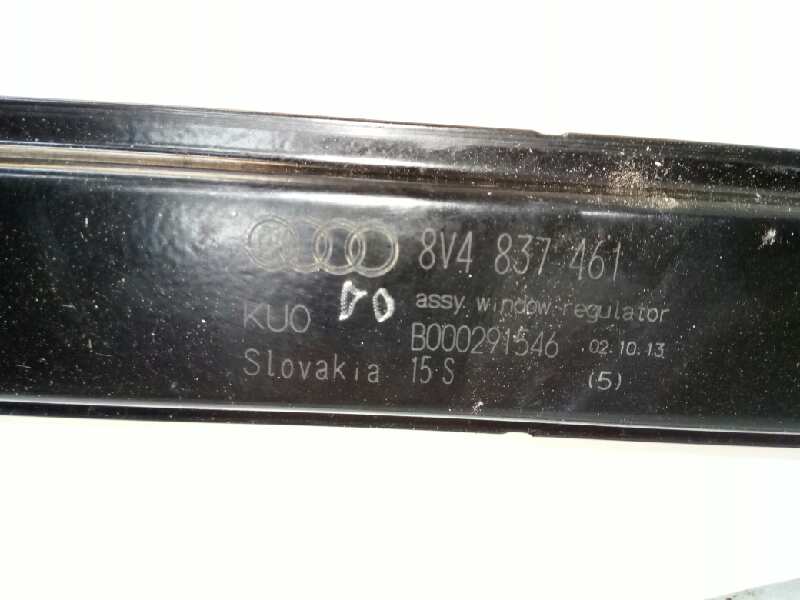 8V4 837 461
assy. window-regulator
KUO B000291546 02.10.13
Slovakia 15 S (5)